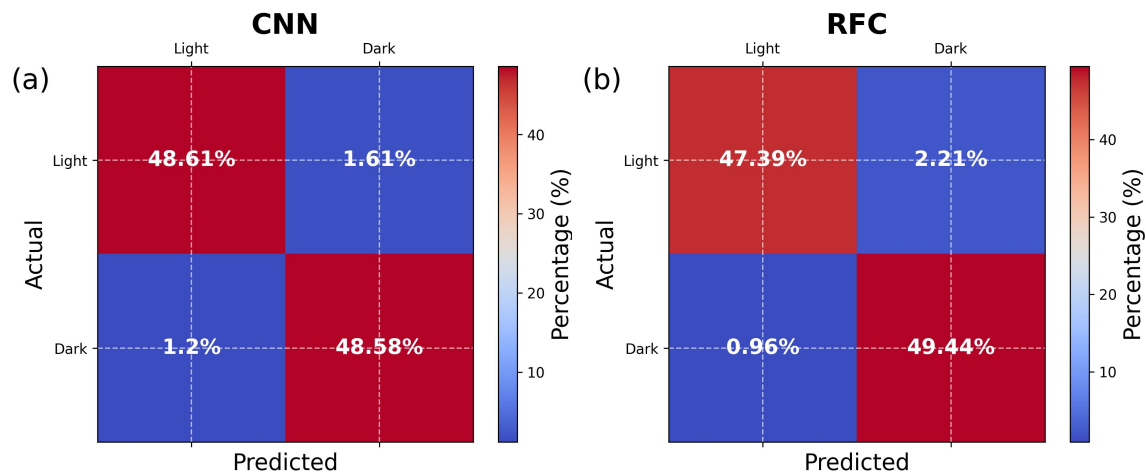 CNN
Light Dark
(a)
Light
Dark
Actual
48.61% 1.61%
1.2% 48.58%
Predicted
40
30
20
10
Percentage (%)
RFC
Light Dark
(b)
Light
Dark
Actual
47.39% 2.21%
0.96% 49.44%
Predicted
40
30
20
10
Percentage (%)